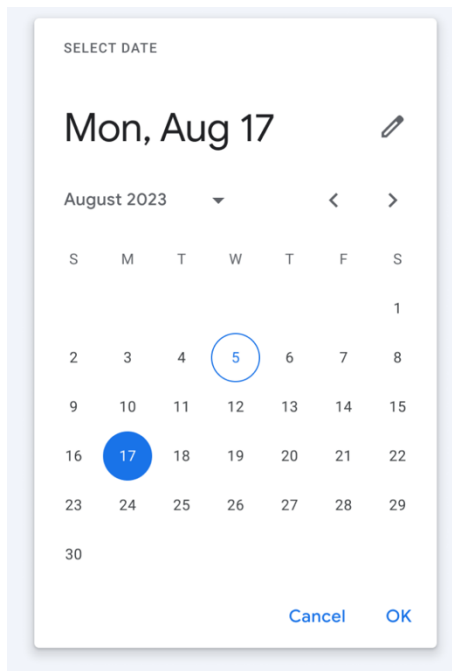 SELECT DATE
Mon, Aug 17
August 2023
S M T W T F S
1
2 3 4 5 6 7 8
9 10 11 12 13 14 15
16 17 18 19 20 21 22
23 24 25 26 27 28 29
30
Cancel OK